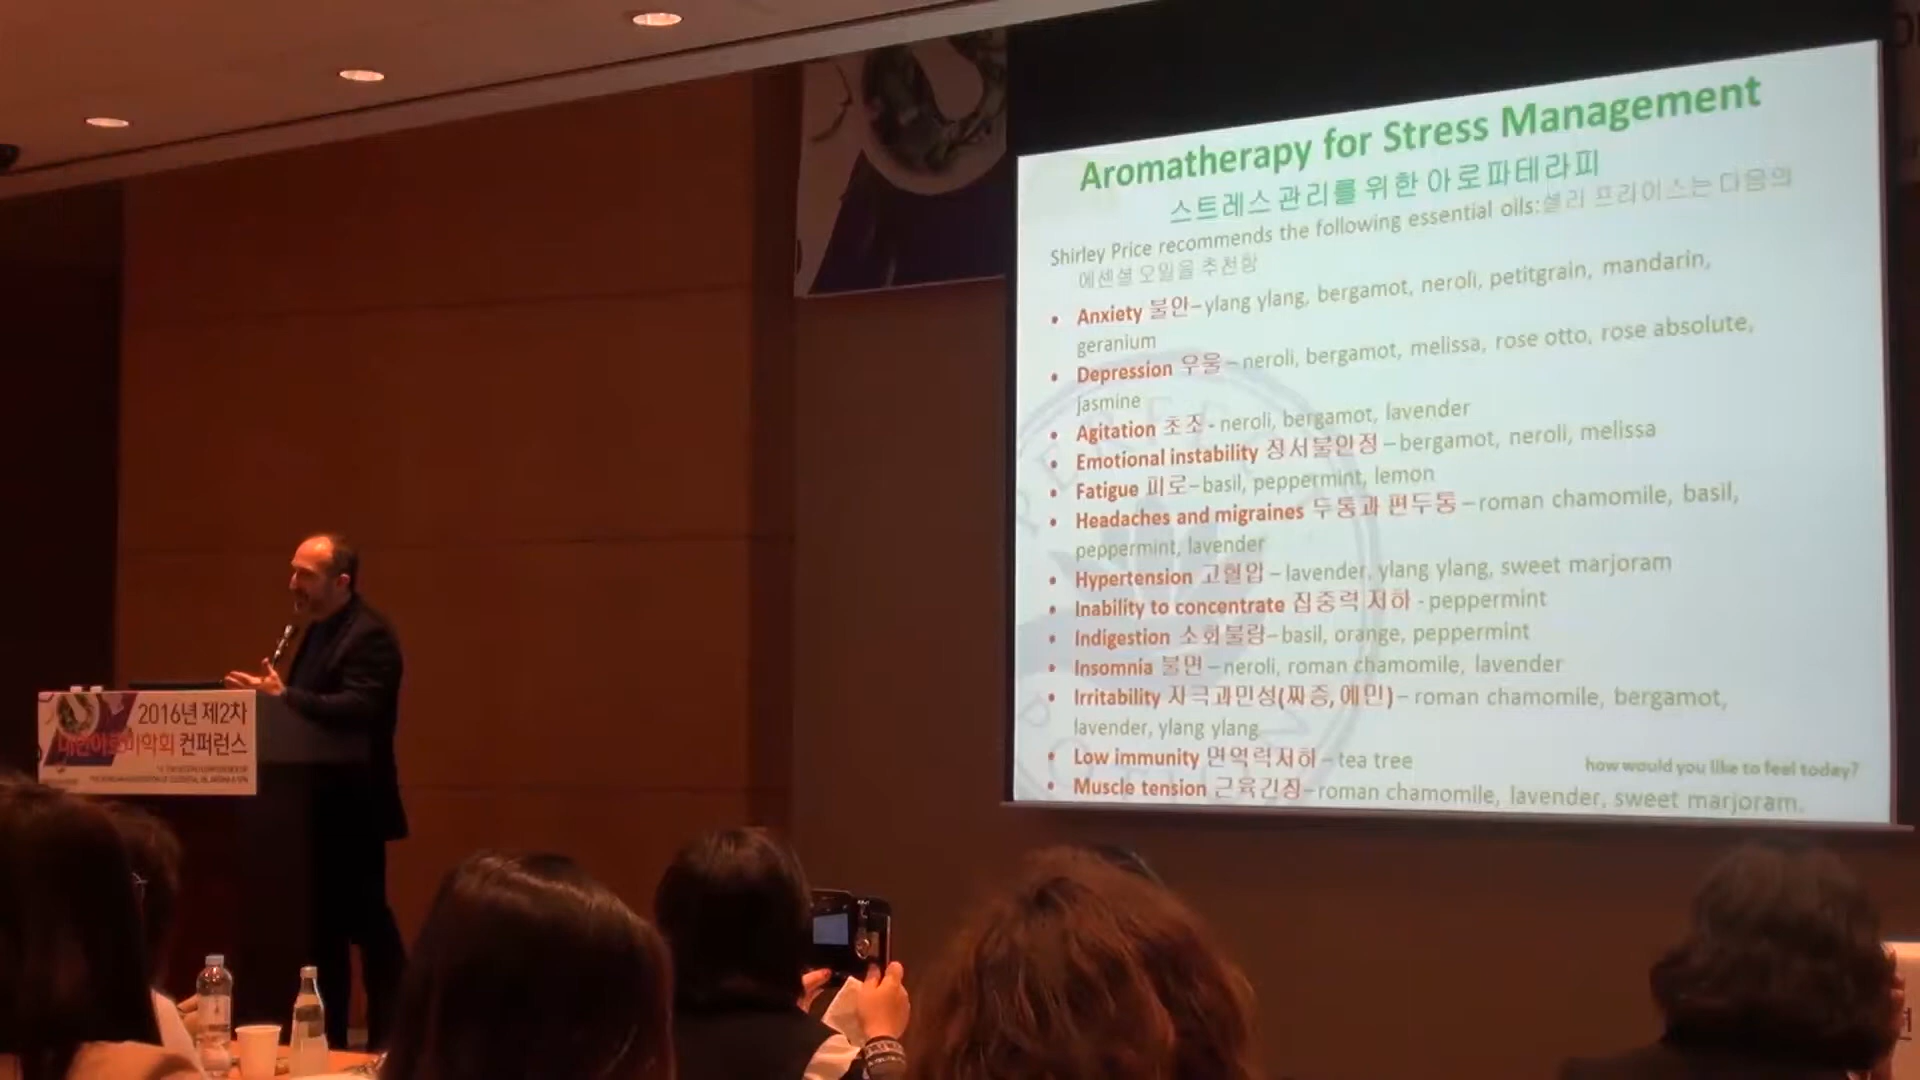 Aromatherapy for Stress Management
스트레스 관리를 위한 아로파테라피
Shirley Price recommends the following essential oils:셜리 프라이스는 다음의
에센셜 오일을 추천함
• Anxiety 불안–ylang ylang, bergamot, neroli, petitgrain, mandarin,
geranium
• Depression 우울–neroli, bergamot, melissa, rose otto, rose absolute,
jasmine
• Agitation 초조- neroli, bergamot, lavender
• Emotional instability 정서불안정–bergamot, neroli, melissa
• Fatigue 피로–basil, peppermint, lemon
• Headaches and migraines 두통과 편두통–roman chamomile, basil,
peppermint, lavender
• Hypertension 고혈압–lavender, ylang ylang, sweet marjoram
• Inability to concentrate 집중력 저하 -peppermint
• Indigestion 소화불량–basil, orange, peppermint
• Insomnia 불면–neroli, roman chamomile, lavender
• Irritability 자극과민성(짜증, 예민)–roman chamomile, bergamot,
lavender, ylang ylang
• Low immunity 면역력저하–tea tree
how would you like to feel today?
• Muscle tension 근육긴장–roman chamomile, lavender, sweet marjoram.
2016년 제2차
대한아로마학회 컨퍼런스